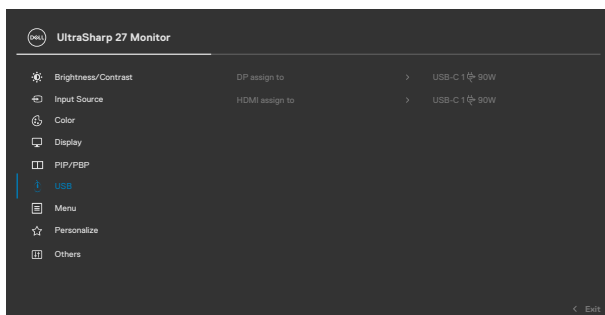 DELL UltraSharp 27 Monitor
Brightness/Contrast DP assign to > USB-C 1 90W
Input Source HDMI assign to > USB-C 1 90W
Color
Display
PIP/PBP
USB
Menu
Personalize
Others
< Exit